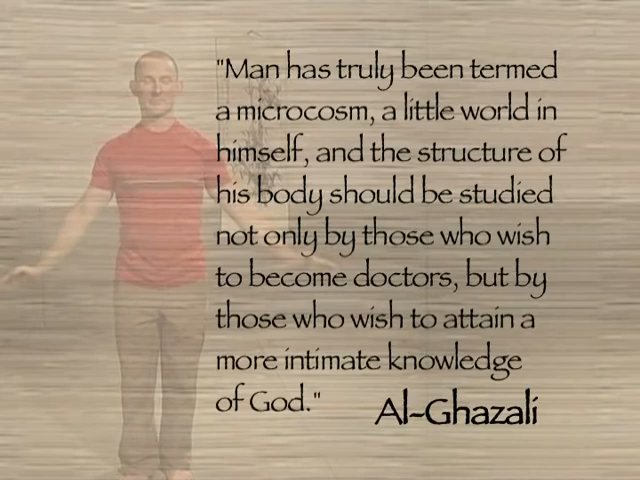 "Man has truly been termed
a microcosm, a little world in
himself, and the structure of
his body should be studied
not only by those who wish
to become doctors, but by
those who wish to attain a
more intimate knowledge
of God."
Al-Ghazali